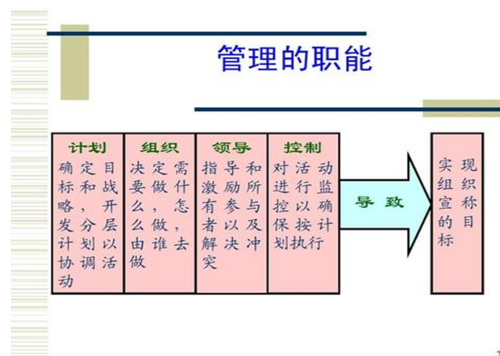 管理的职能
计划
确定目
标和战
略，开
发分层
计划以
协调活
动
组织
决定需
要做什
么，怎
么做，
由谁去
做
领导
指导和
激励所
有参与
者以及
解决冲
突
控制
对活动
进行监
控以确
保按计
划执行
导致
实现
组织
宣称
的目
标